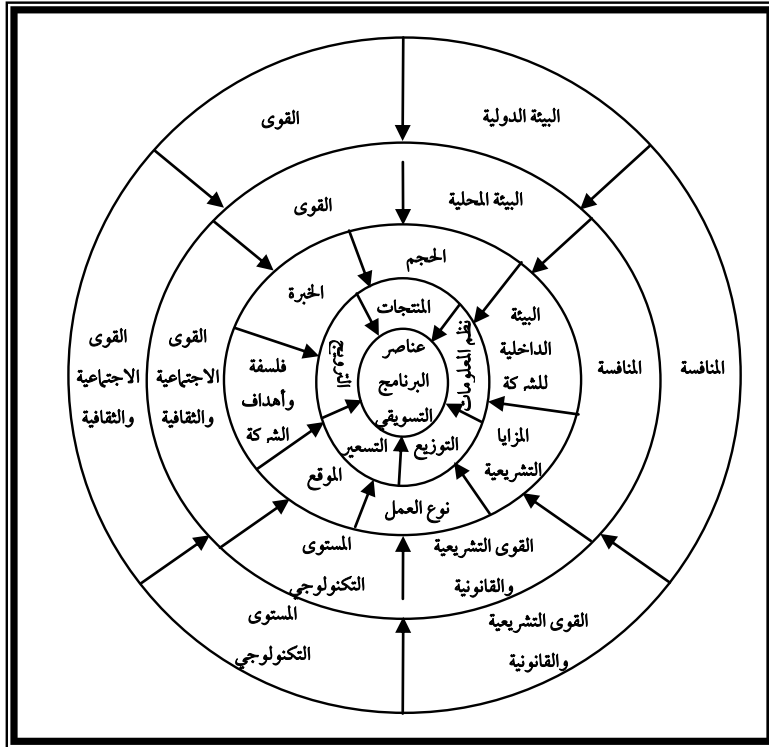 البيئة الدولية
القوى
البيئة المحلية
القوى
الحجم
الخبرة
المنتجات
نظم المعلومات
البيئة
الداخلية
للشركة
عناصر
البرنامج
التسويقي
الترويج
المنافسة
المنافسة
القوى
الاجتماعية
والثقافية
القوى
الاجتماعية
والثقافية
فلسفة
وأهداف
الشركة
المزايا
التشريعية
التوزيع
التسعير
الموقع
نوع العمل
القوى التشريعية
والقانونية
المستوى
التكنولوجي
القوى التشريعية
والقانونية
المستوى
التكنولوجي